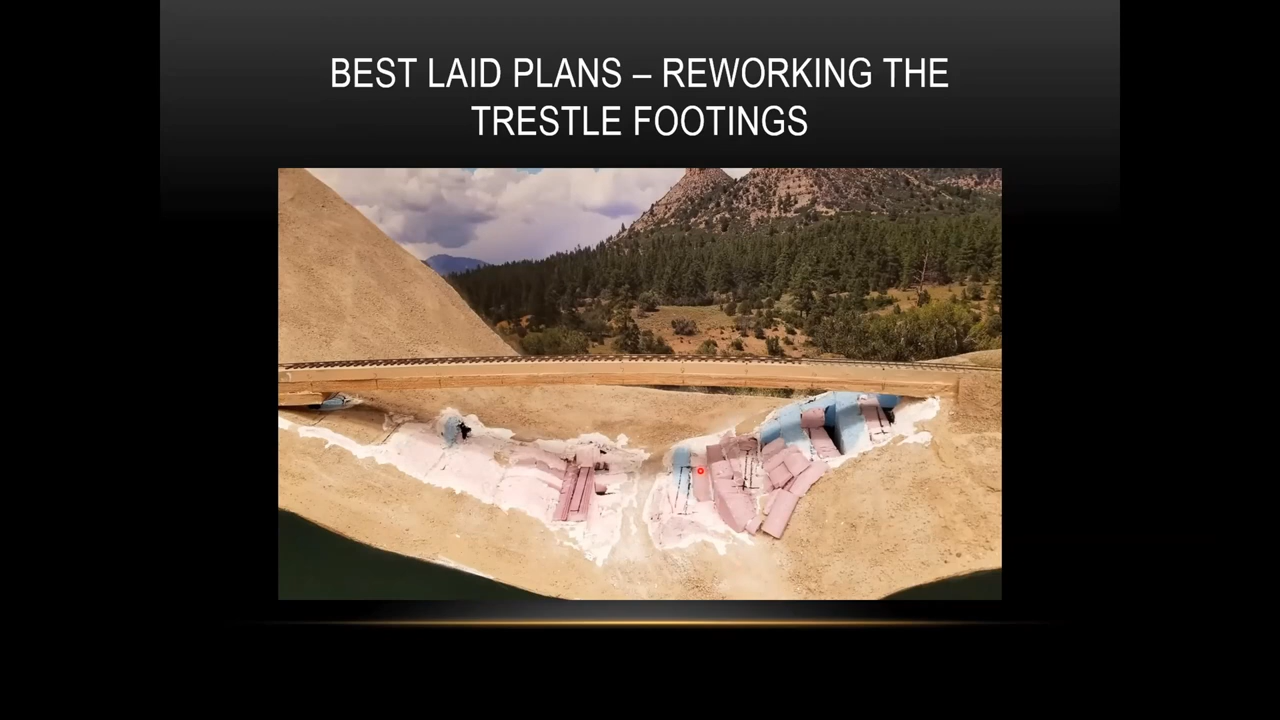 BEST LAID PLANS – REWORKING THE
TRESTLE FOOTINGS